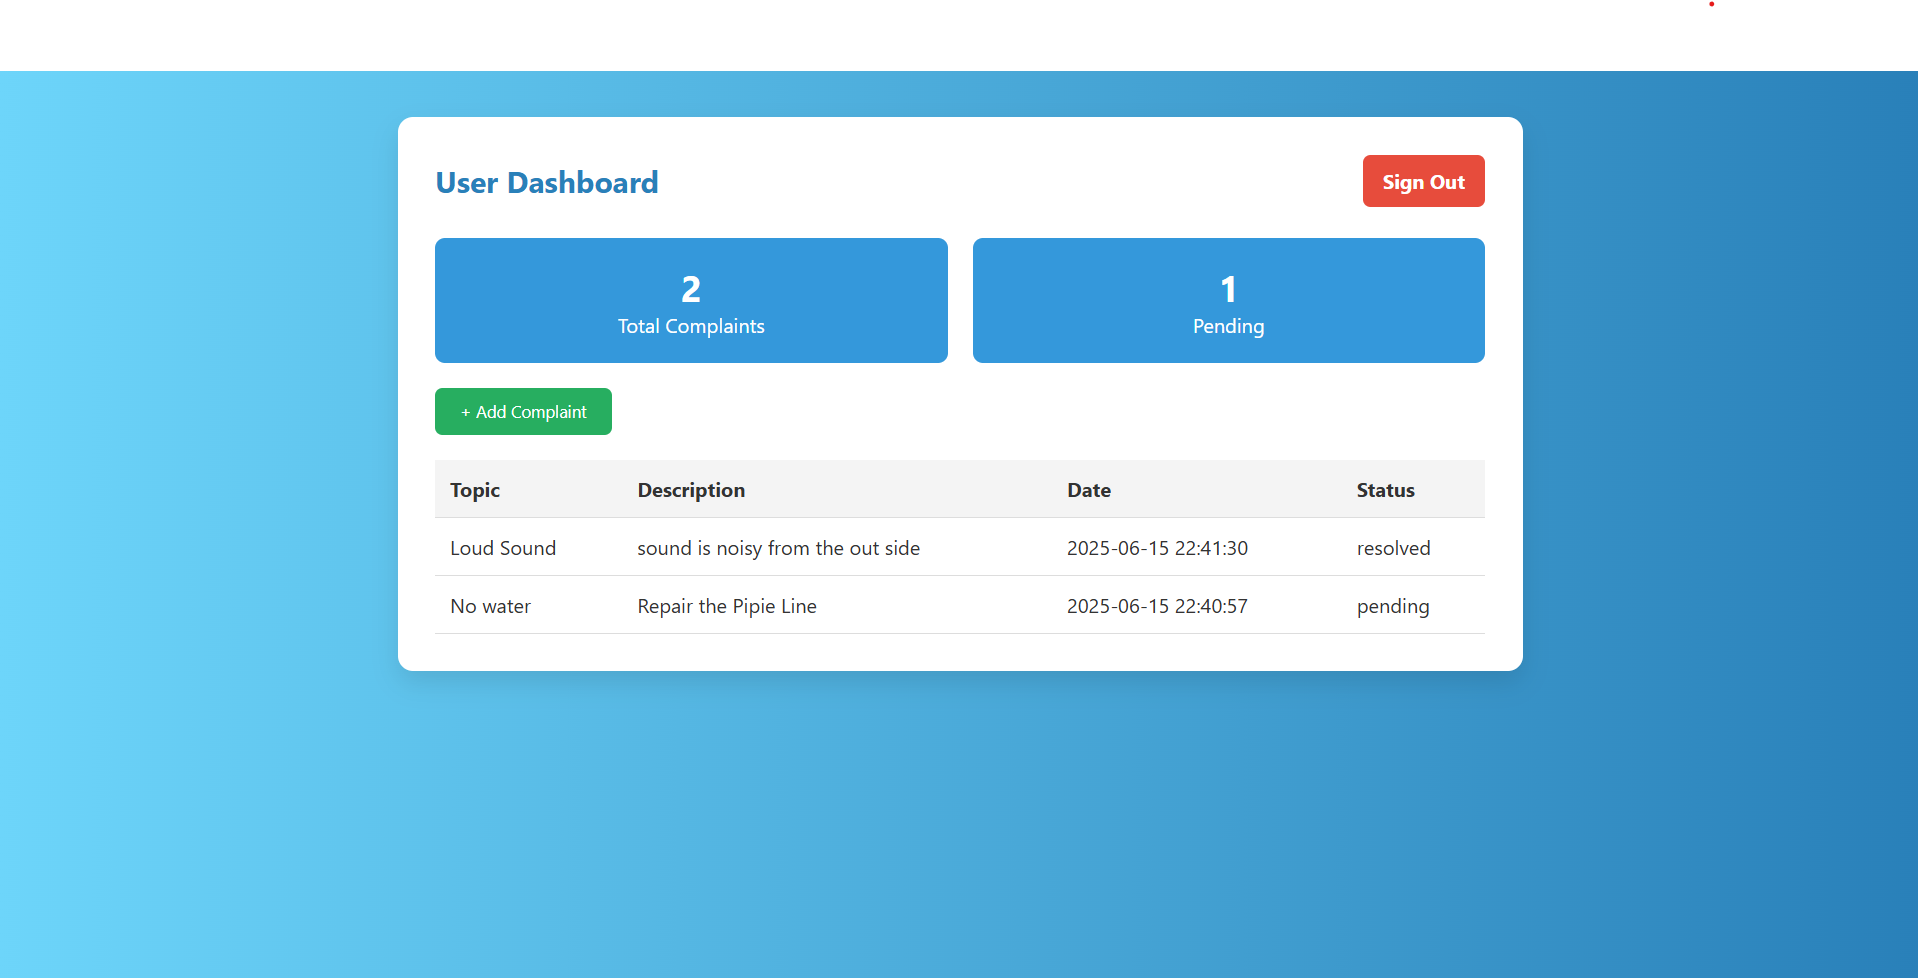 User Dashboard
Sign Out
2
Total Complaints
1
Pending
+ Add Complaint
Topic Description Date Status
Loud Sound sound is noisy from the out side 2025-06-15 22:41:30 resolved
No water Repair the Pipie Line 2025-06-15 22:40:57 pending